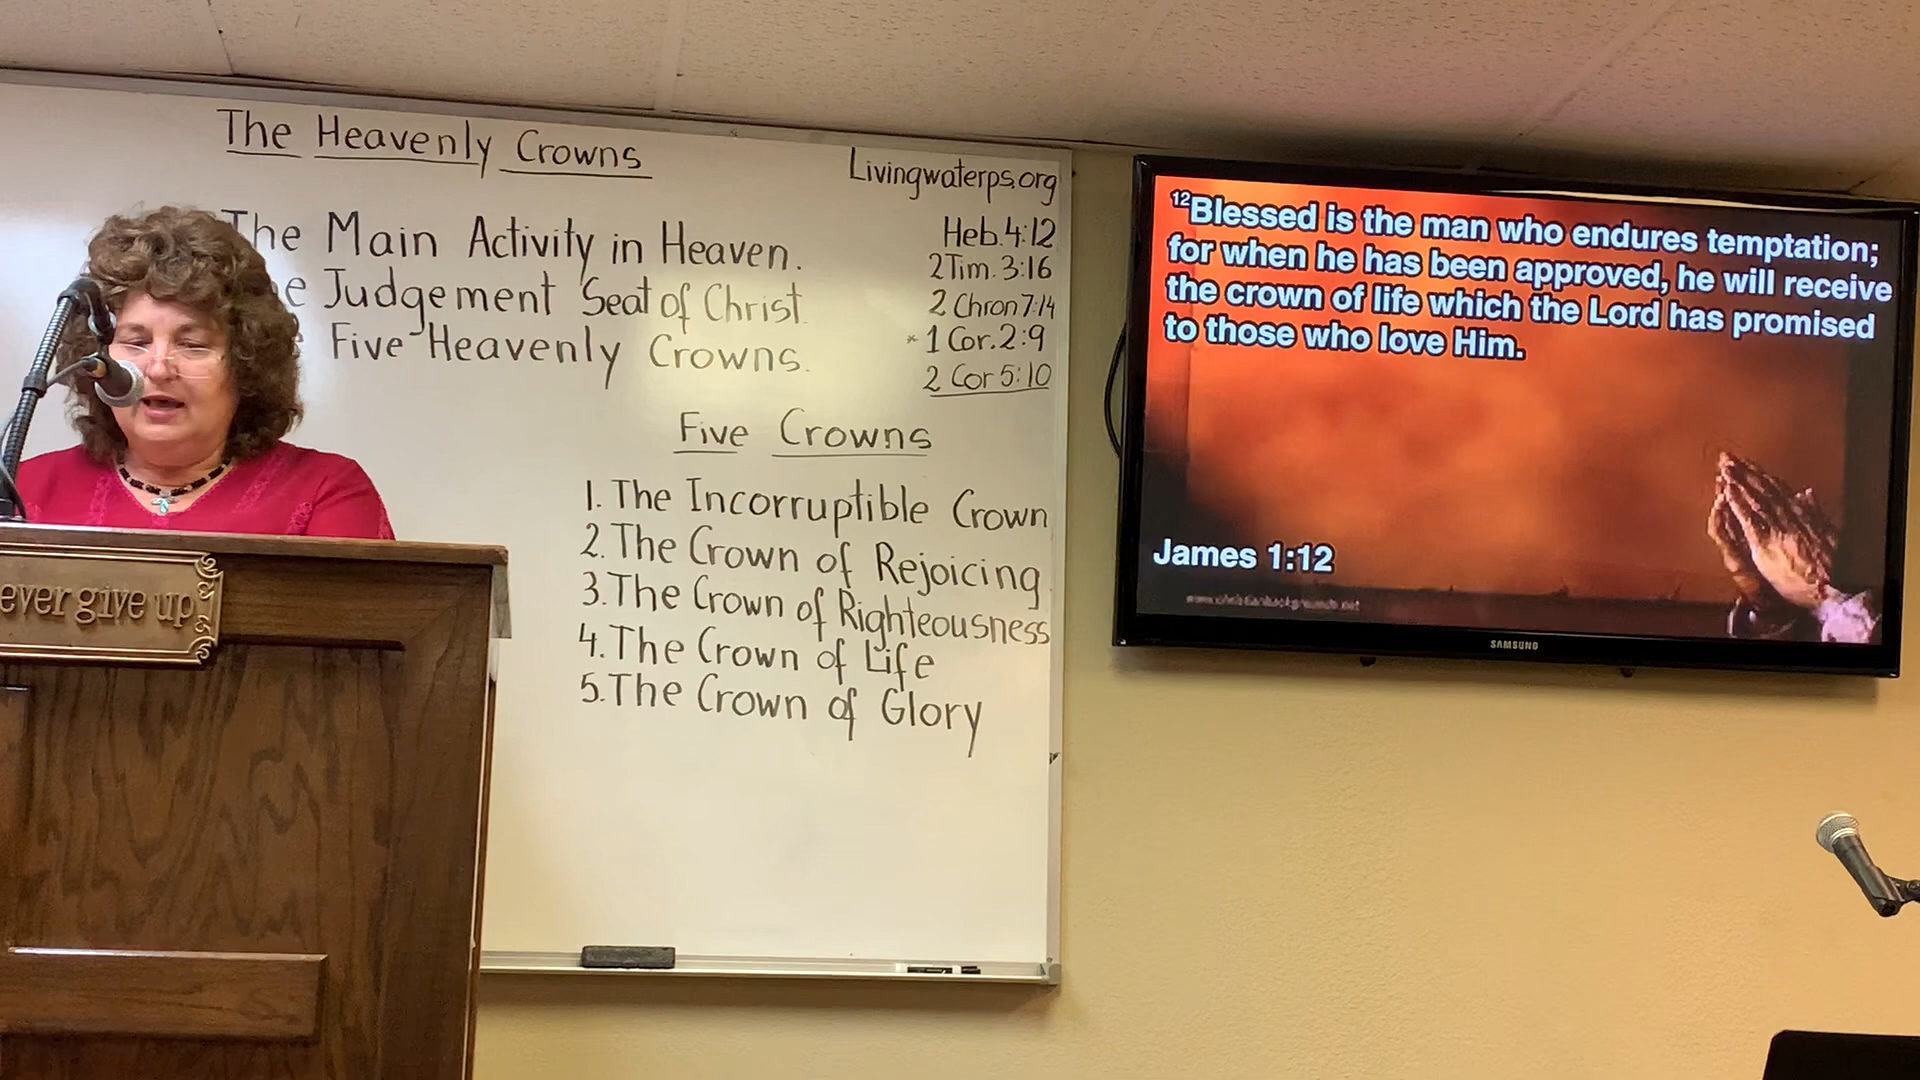 The Heavenly Crowns
Livingwaterps.org
The Main Activity in Heaven.
e Judgement Seat of Christ
e Five Heavenly Crowns.
Heb. 4:12
2 Tim. 3:16
2 Chron 7:14
* 1 Cor. 2:9
2 Cor 5:10
Five Crowns
1. The Incorruptible Crown
2. The Crown of Rejoicing
3. The Crown of Righteousness
4. The Crown of Life
5. The Crown of Glory
ever give up
12Blessed is the man who endures temptation;
for when he has been approved, he will receive
the crown of life which the Lord has promised
to those who love Him.
James 1:12
SAMSUNG